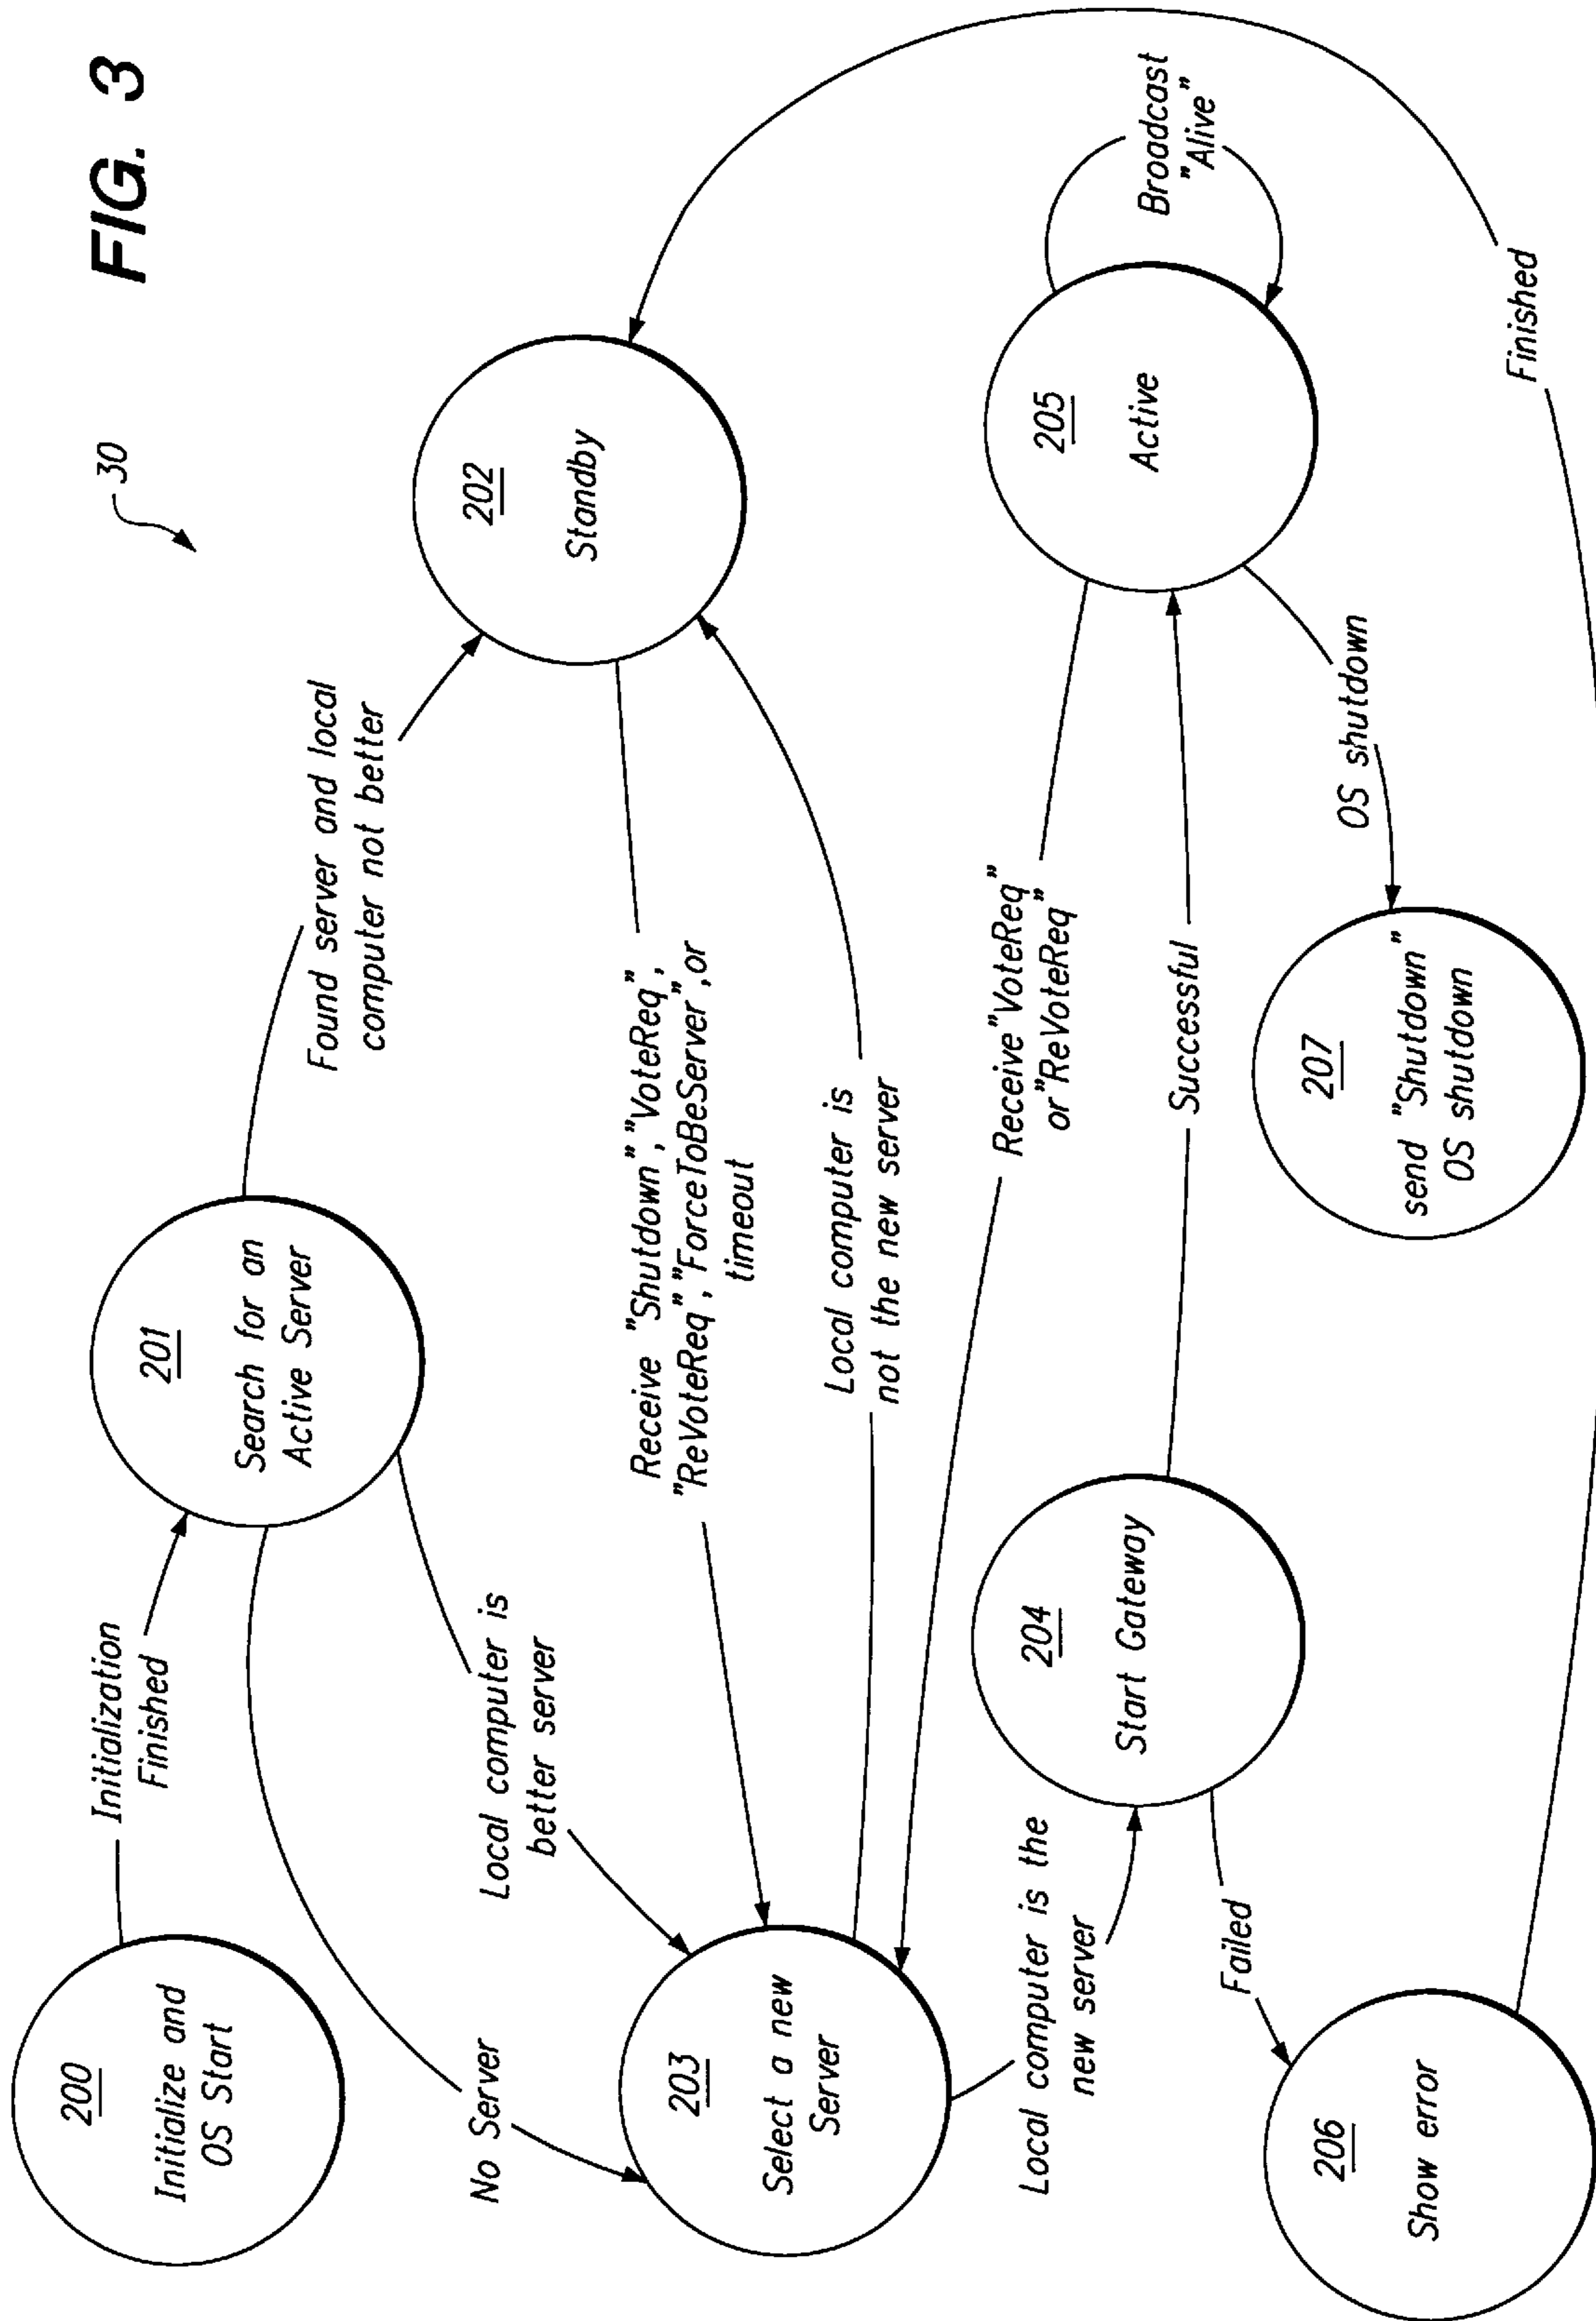 FIG. 3
30
200
Initialize and
OS Start
Initialization
Finished
201
Search for an
Active Server
Found server and local
computer not better
202
Standby
No Server
Local computer is
better server
Receive "Shutdown","VoteReq",
"ReVoteReq","ForceToBeServer",or
timeout
203
Select a new
Server
Local computer is
not the new server
Receive"VoteReq"
or"ReVoteReq"
Local computer is the
new server
204
Start Gateway
Successful
205
Active
Broadcast
"Alive"
Failed
OS shutdown
206
Show error
207
send "Shutdown"
OS shutdown
Finished